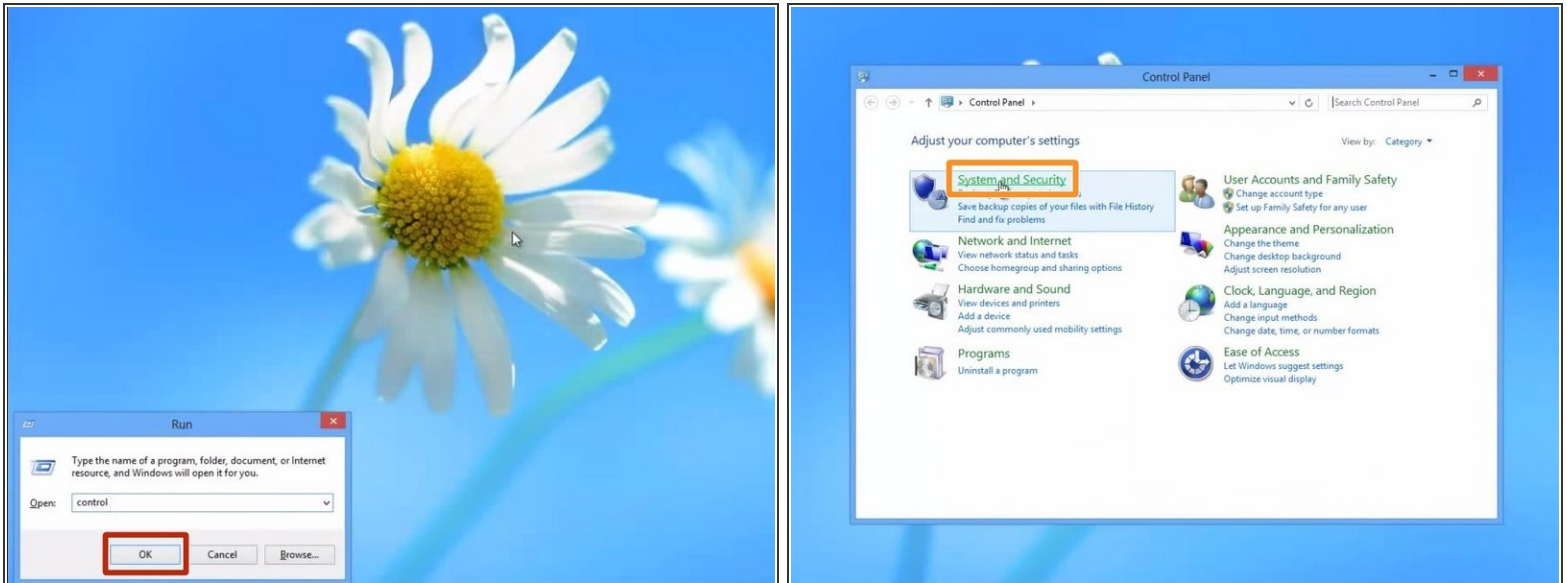 Run
Type the name of a program, folder, document, or Internet
resource, and Windows will open it for you.
Open: control
OK Cancel Browse...
Control Panel
Control Panel
Search Control Panel
Adjust your computer's settings
View by: Category
System and Security
Save backup copies of your files with File History
Find and fix problems
Network and Internet
View network status and tasks
Choose homegroup and sharing options
Hardware and Sound
View devices and printers
Add a device
Adjust commonly used mobility settings
Programs
Uninstall a program
User Accounts and Family Safety
Change account type
Set up Family Safety for any user
Appearance and Personalization
Change the theme
Change desktop background
Adjust screen resolution
Clock, Language, and Region
Add a language
Change input methods
Change date, time, or number formats
Ease of Access
Let Windows suggest settings
Optimize visual display